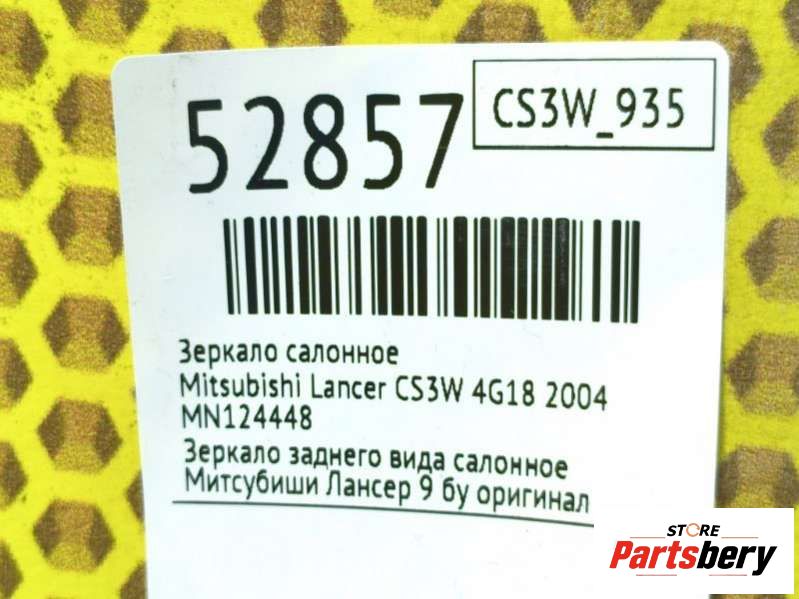 52857
CS3W_935
Зеркало салонное
Mitsubishi Lancer CS3W 4G18 2004
MN124448
Зеркало заднего вида салонное
Митсубиши Лансер 9 бу оригинал
STORE
Partsbery